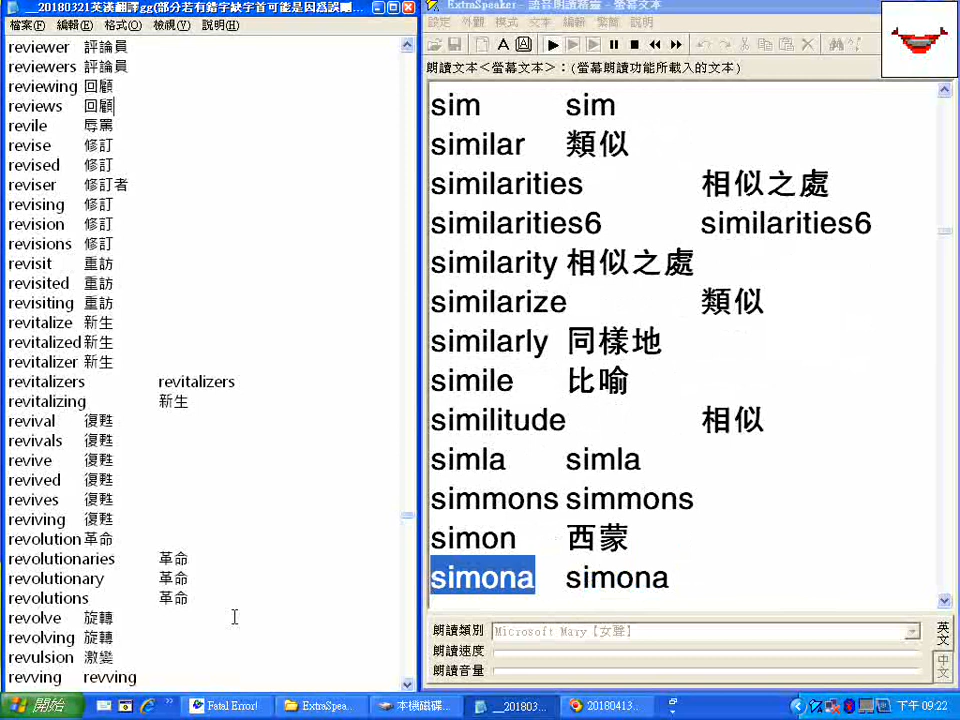 __20180321英漢翻譯gg(部分若有錯字缺字首可能是因爲誤刪...
檔案(F) 編輯(E) 格式(O) 檢視(V) 說明(H)
reviewer 評論員
reviewers 評論員
reviewing 回顧
reviews 回顧
revile 辱罵
revise 修訂
revised 修訂
reviser 修訂者
revising 修訂
revision 修訂
revisions 修訂
revisit 重訪
revisited 重訪
revisiting 重訪
revitalize 新生
revitalized 新生
revitalizer 新生
revitalizers revitalizers
revitalizing 新生
revival 復甦
revivals 復甦
revive 復甦
revived 復甦
revives 復甦
reviving 復甦
revolution 革命
revolutionaries 革命
revolutionary 革命
revolutions 革命
revolve 旋轉
revolving 旋轉
revulsion 激變
revving revving
ExtraSpeaker - 語音朗讀精靈 - 螢幕文本
設定 外觀 模式 文本 編輯 繁簡 說明
朗讀文本<螢幕文本>：(螢幕朗讀功能所載入的文本)
sim sim
similar 類似
similarities 相似之處
similarities6 similarities6
similarity 相似之處
similarize 類似
similarly 同樣地
simile 比喻
similitude 相似
simla simla
simmons simmons
simon 西蒙
simona simona
朗讀類別 Microsoft Mary【女聲】
朗讀速度
朗讀音量
英文
中文
開始 Fatal Error! ExtraSpea... 本機磁碟... __201803... 20180413... 下午 09:22